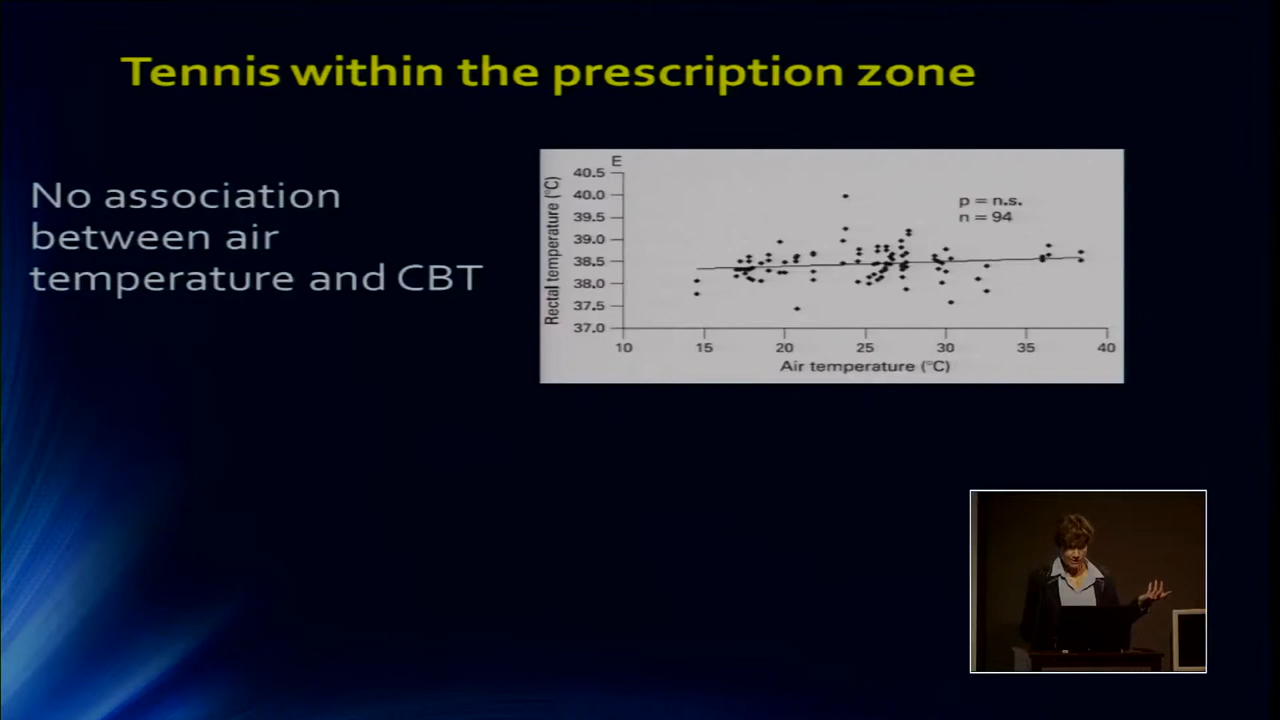 Tennis within the prescription zone
No association
between air
temperature and CBT
E
40.5
40.0
39.5
39.0
38.5
38.0
37.5
37.0
Rectal temperature (°C)
p = n.s.
n = 94
10 15 20 25 30 35 40
Air temperature (°C)